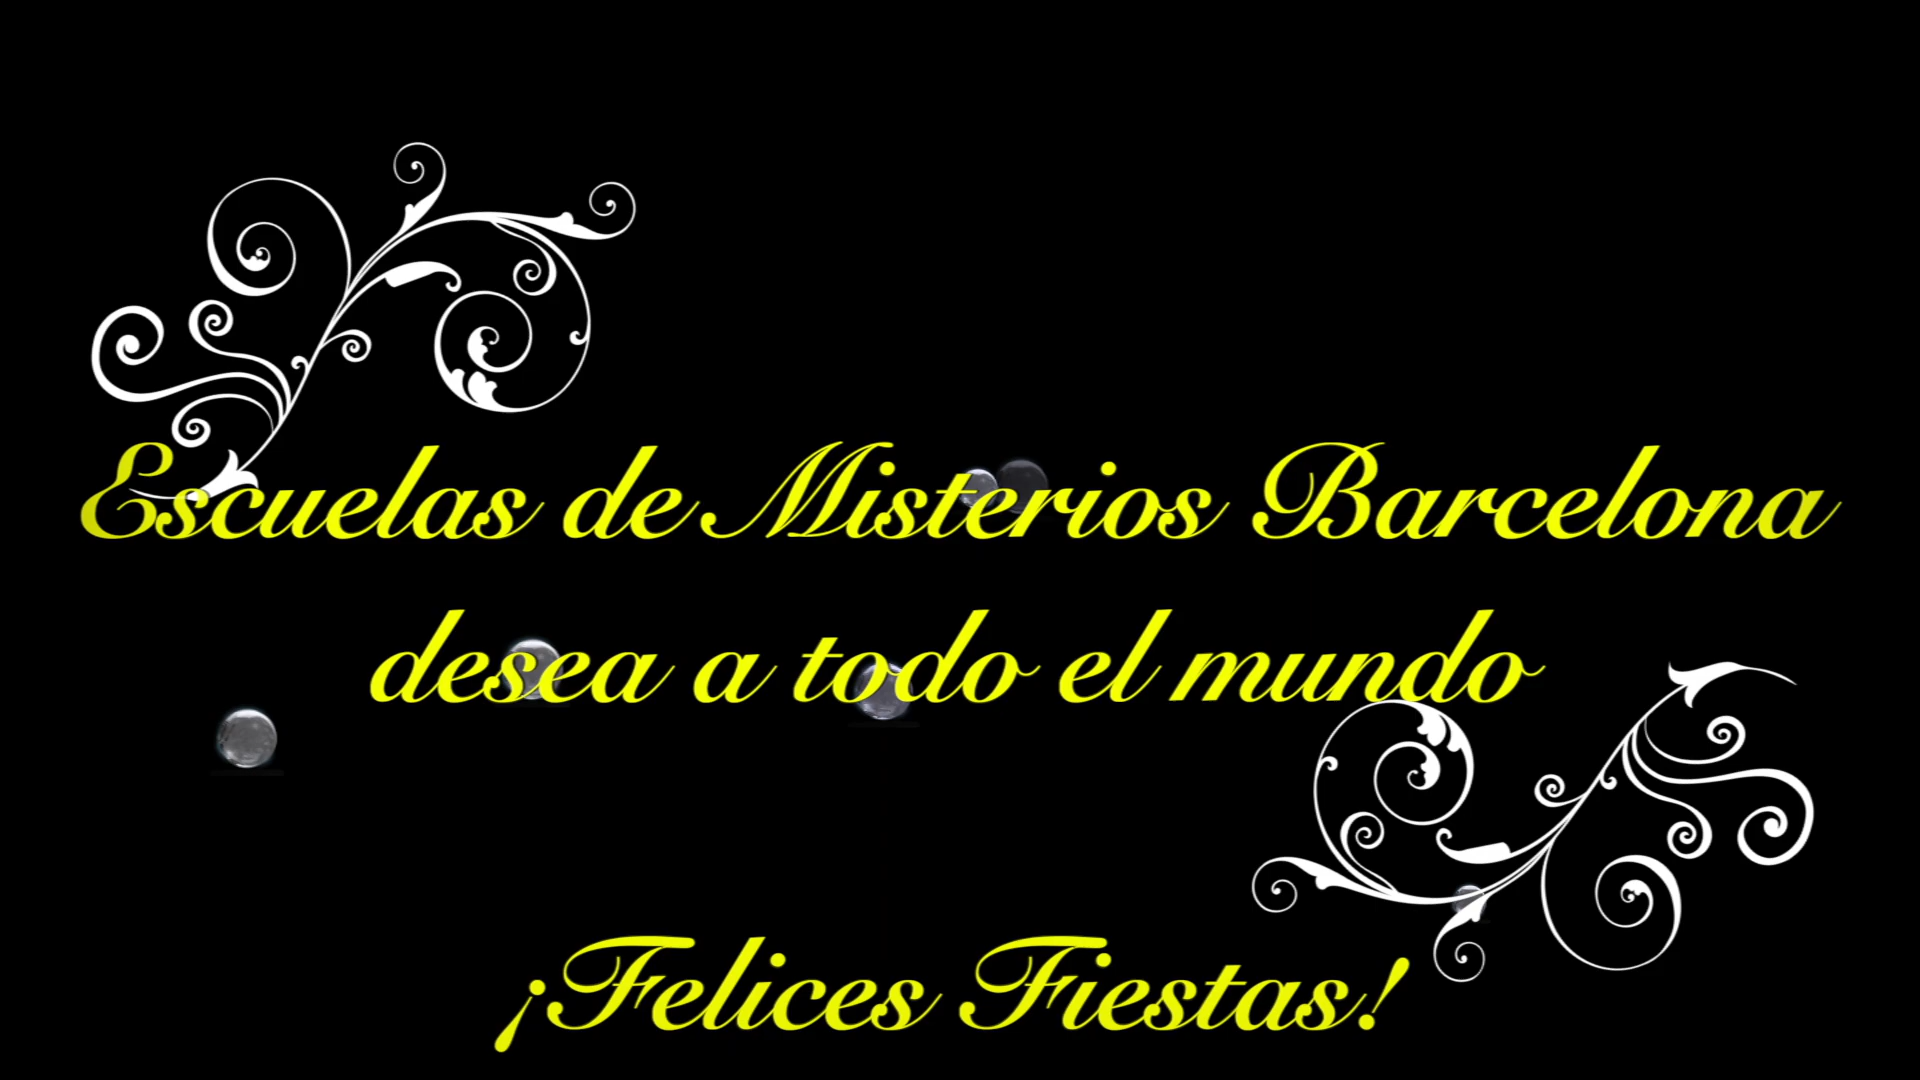 Escuelas de Misterios Barcelona
desea a todo el mundo
¡Felices Fiestas!